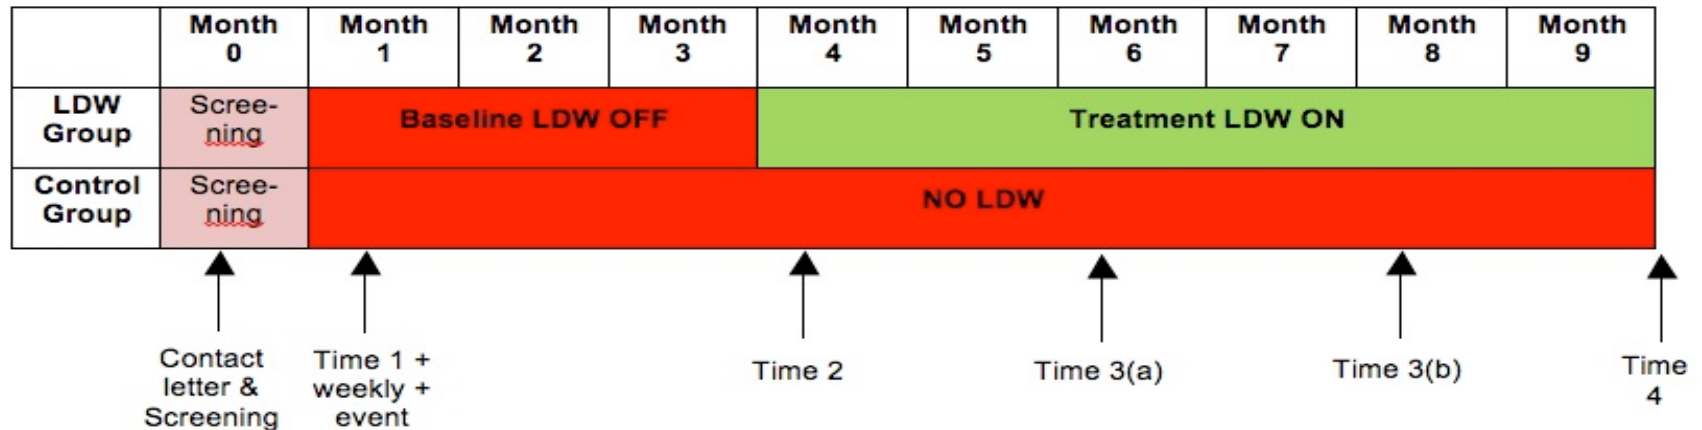 Month 0
Month 1
Month 2
Month 3
Month 4
Month 5
Month 6
Month 7
Month 8
Month 9
LDW
Group
Scree-
ning
Baseline LDW OFF
Treatment LDW ON
Control
Group
Scree-
ning
NO LDW
Contact
letter &
Screening
Time 1 +
weekly +
event
Time 2
Time 3(a)
Time 3(b)
Time
4